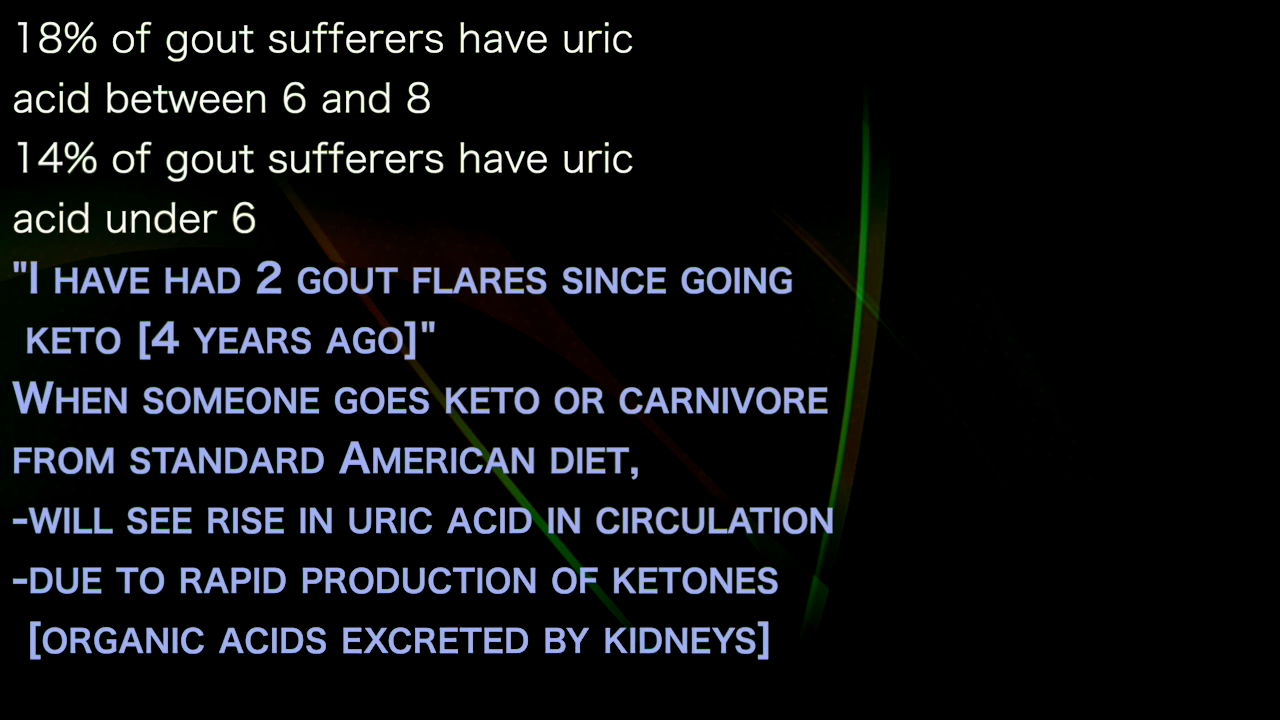 18% of gout sufferers have uric
acid between 6 and 8
14% of gout sufferers have uric
acid under 6
"I HAVE HAD 2 GOUT FLARES SINCE GOING
KETO [4 YEARS AGO]"
WHEN SOMEONE GOES KETO OR CARNIVORE
FROM STANDARD AMERICAN DIET,
-WILL SEE RISE IN URIC ACID IN CIRCULATION
-DUE TO RAPID PRODUCTION OF KETONES
[ORGANIC ACIDS EXCRETED BY KIDNEYS]